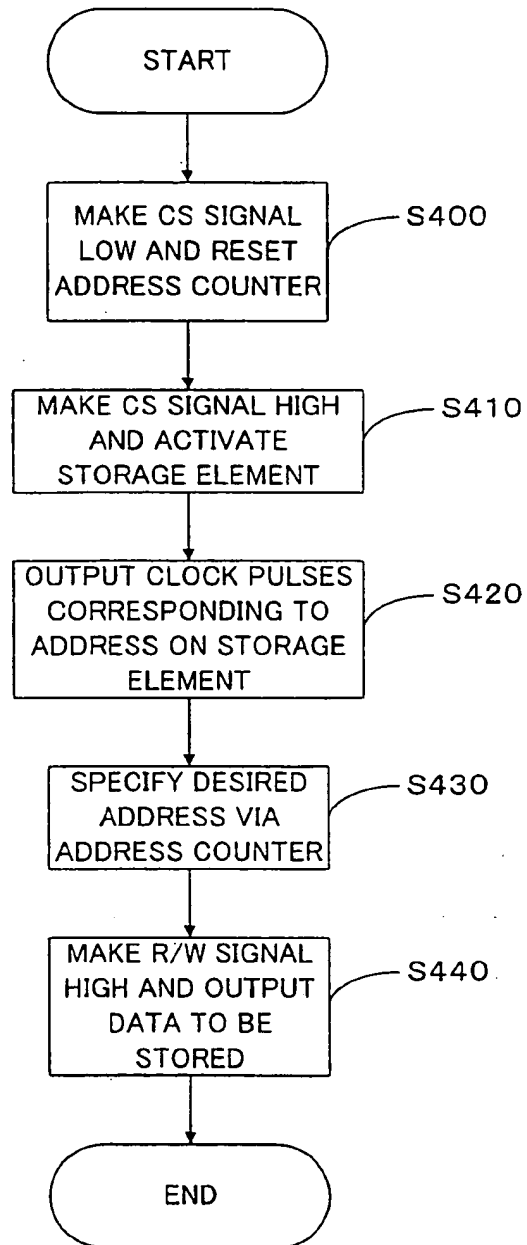 START
MAKE CS SIGNAL
LOW AND RESET
ADDRESS COUNTER
S400
MAKE CS SIGNAL HIGH
AND ACTIVATE
STORAGE ELEMENT
S410
OUTPUT CLOCK PULSES
CORRESPONDING TO
ADDRESS ON STORAGE
ELEMENT
S420
SPECIFY DESIRED
ADDRESS VIA
ADDRESS COUNTER
S430
MAKE R/W SIGNAL
HIGH AND OUTPUT
DATA TO BE
STORED
S440
END